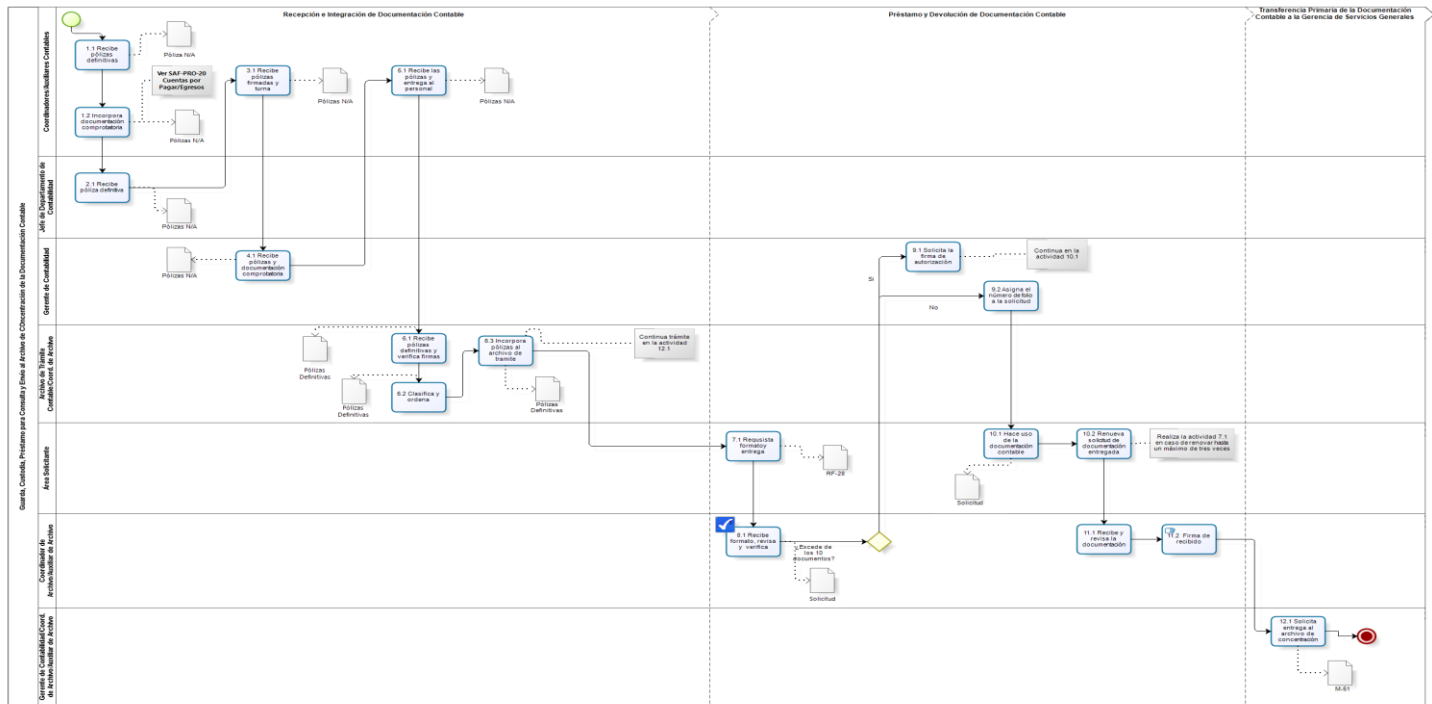 Guarda, Custodia, Préstamo para Consulta y Envío al Archivo de COncentración de la Documentación Contable
Recepción e Integración de Documentación Contable
Préstamo y Devolución de Documentación Contable
Transferencia Primaria de la Documentación
Contable a la Gerencia de Servicios Generales
Coordinadores/Auxiliares Contables
1.1 Recibe
pólizas
definitivas
Póliza N/A
Ver SAF-PRO-20
Cuentas por
Pagar/Egresos
1.2 Incorpora
documentación
comprobatoria
Pólizas N/A
3.1 Recibe
pólizas
firmadas y
turna
Pólizas N/A
5.1 Recibe las
pólizas y
entrega al
personal
Pólizas N/A
Jefe de Departamento de
Contabilidad
2.1 Recibe
póliza definitiva
Pólizas N/A
Gerente de Contabilidad
4.1 Recibe
pólizas y
documentación
comprobatoria
Pólizas N/A
9.1 Solicita la
firma de
autorización
Continua en la
actividad 10.1
Si
9.2 Asigna el
número de folio
a la solicitud
No
Archivo de Trámite
Contable/Coord. de Archivo
6.1 Recibe
pólizas
definitivas y
verifica firmas
Pólizas
Definitivas
6.2 Clasifica y
ordena
Pólizas
Definitivas
6.3 Incorpora
pólizas al
archivo de
tramite
Pólizas
Definitivas
Continua trámite
en la actividad
12.1
Área Solicitante
7.1 Requsista
formatoy
entrega
RF-28
10.1 Hace uso
de la
documentación
contable
Solicitud
10.2 Renueva
solicitud de
documentación
entregada
Realiza la actividad 7.1
en caso de renovar hasta
un máximo de tres veces
Coordinador de
Archivo/Auxiliar de Archivo
8.1 Recibe
formato, revisa
y verifica
¿Excede de
los 10
documentos?
Solicitud
11.1 Recibe y
revisa la
documentación
11.2 Firma de
recibido
Gerente de Contabilidad/Coord.
de Archivo/Auxiliar de Archivo
12.1 Solicita
entrega al
archivo de
concentración
M-61